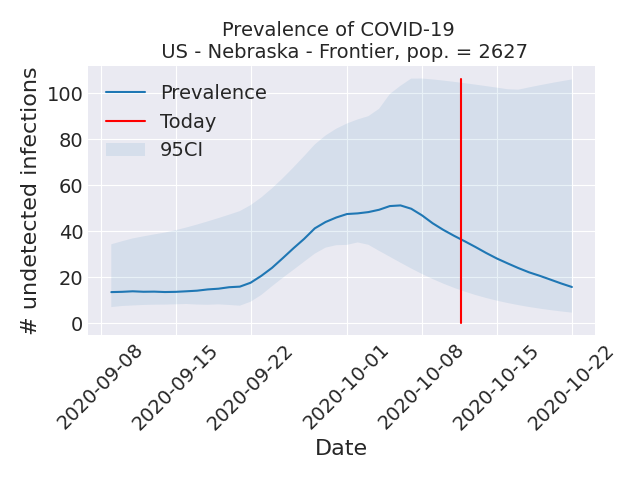 Prevalence of COVID-19
US - Nebraska - Frontier, pop. = 2627
# undetected infections
100
80
60
40
20
0
Prevalence
Today
95CI
2020-09-08
2020-09-15
2020-09-22
2020-10-01
2020-10-08
2020-10-15
2020-10-22
Date